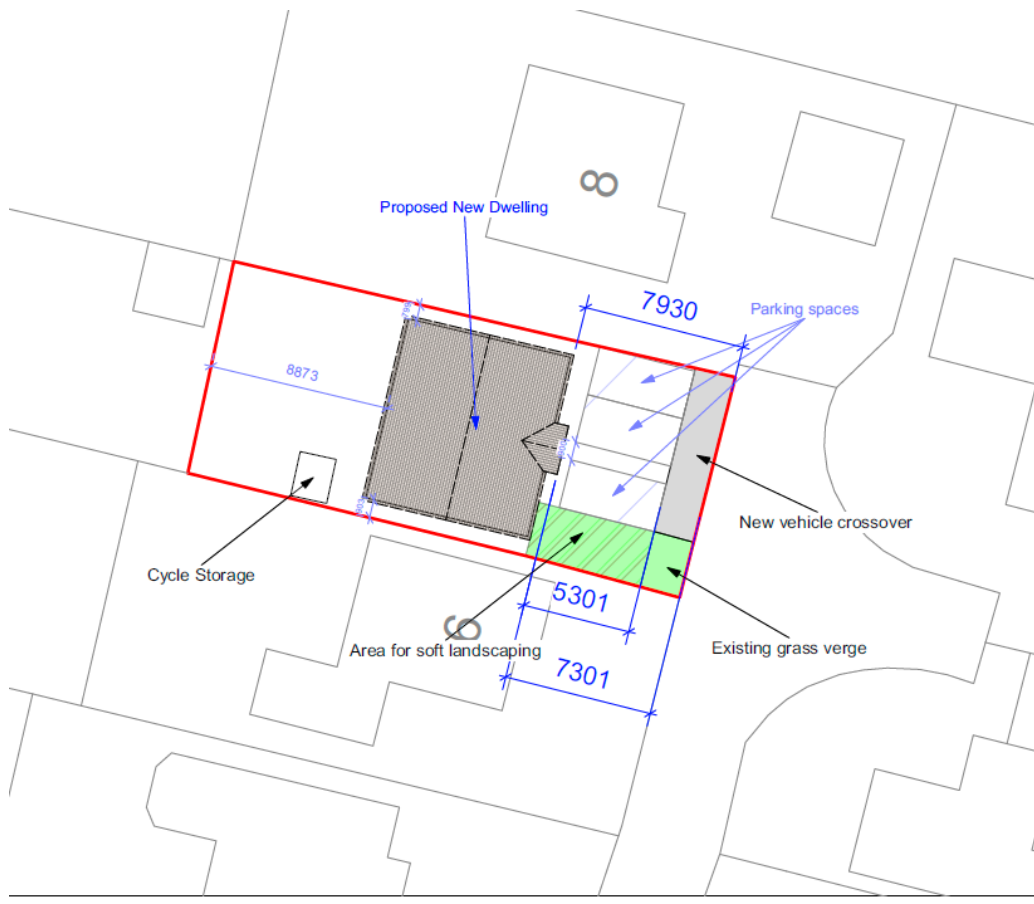 8
Proposed New Dwelling
7930
Parking spaces
8873
New vehicle crossover
Cycle Storage
5301
Area for soft landscaping
Existing grass verge
7301